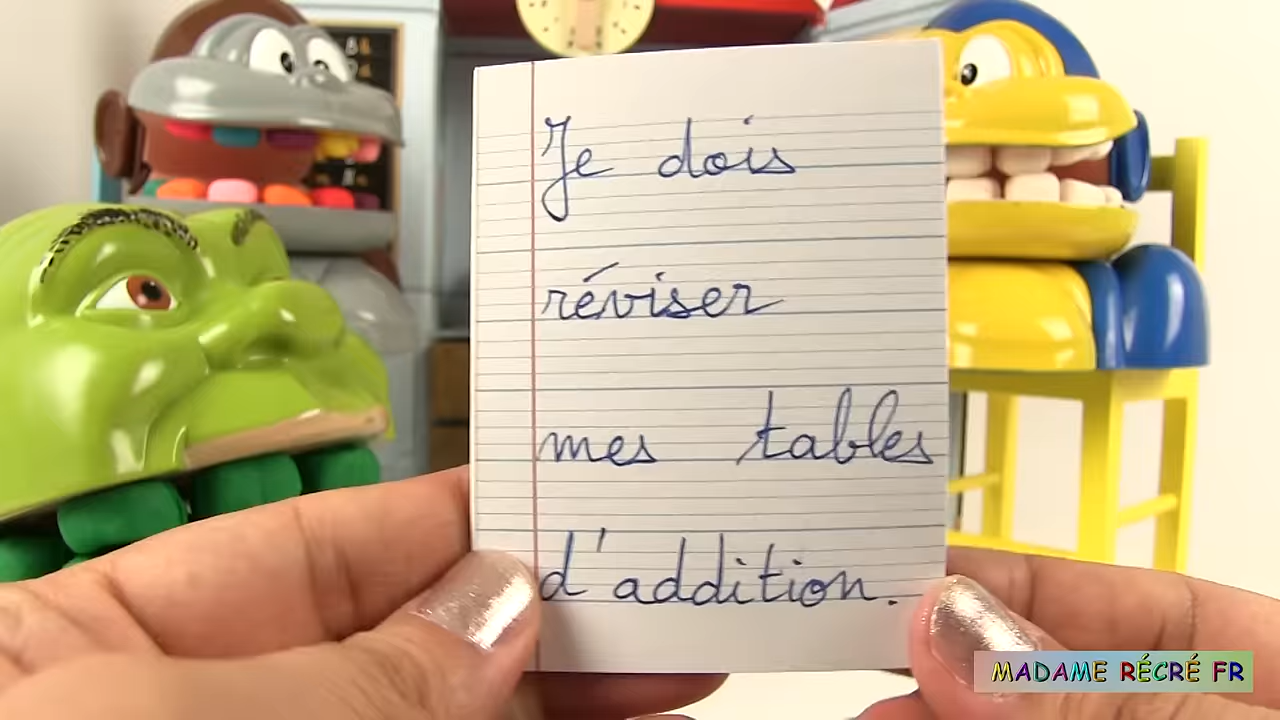 Je dois
réviser
mes tables
d'addition.
MADAME RÉCRÉ FR